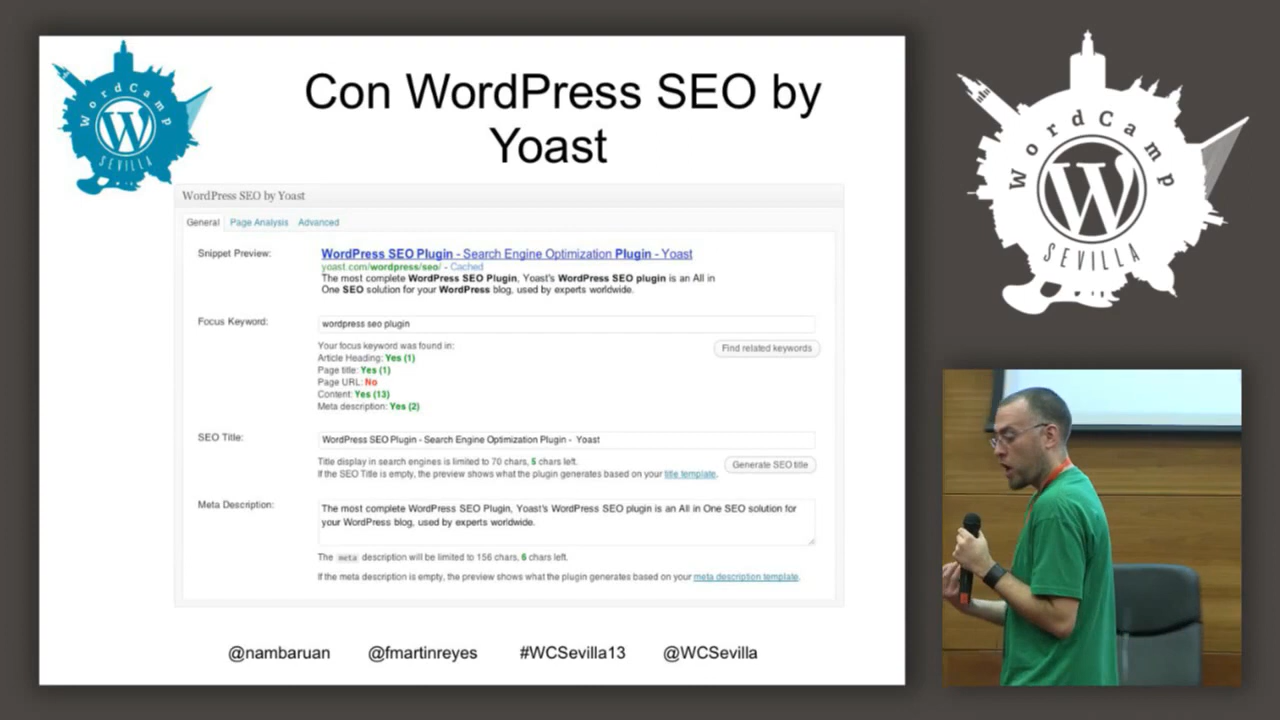 WordCamp
SEVILLA
Con WordPress SEO by
Yoast
WordPress SEO by Yoast
General Page Analysis Advanced
Snippet Preview:
WordPress SEO Plugin - Search Engine Optimization Plugin - Yoast
yoast.com/wordpress/seo/ - Cached
The most complete WordPress SEO Plugin, Yoast's WordPress SEO plugin is an All in
One SEO solution for your WordPress blog, used by experts worldwide.
Focus Keyword:
wordpress seo plugin
Your focus keyword was found in:
Find related keywords
Article Heading: Yes (1)
Page title: Yes (1)
Page URL: No
Content: Yes (13)
Meta description: Yes (2)
SEO Title:
WordPress SEO Plugin - Search Engine Optimization Plugin - Yoast
Title display in search engines is limited to 70 chars, 5 chars left.
Generate SEO title
If the SEO Title is empty, the preview shows what the plugin generates based on your title template.
Meta Description:
The most complete WordPress SEO Plugin, Yoast's WordPress SEO plugin is an All in One SEO solution for
your WordPress blog, used by experts worldwide.
The meta description will be limited to 156 chars, 6 chars left.
If the meta description is empty, the preview shows what the plugin generates based on your meta description template.
@nambaruan @fmartinreyes #WCSevilla13 @WCSevilla
WordCamp
W
SEVILLA